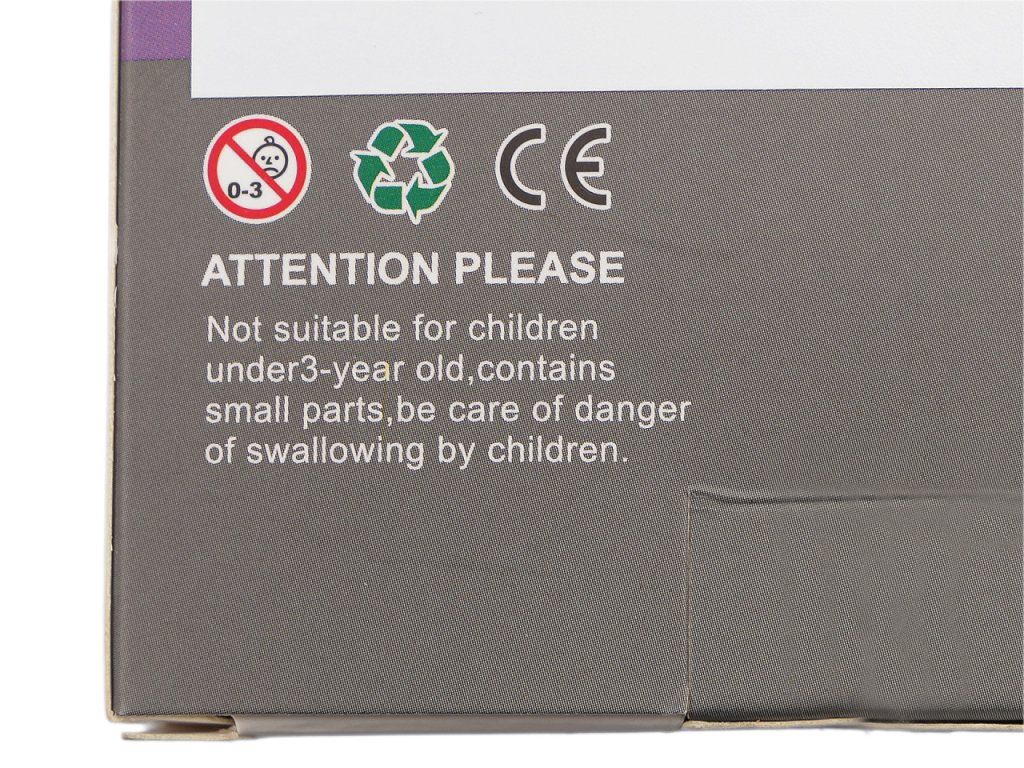 0-3
CE
ATTENTION PLEASE
Not suitable for children
under3-year old,contains
small parts,be care of danger
of swallowing by children.